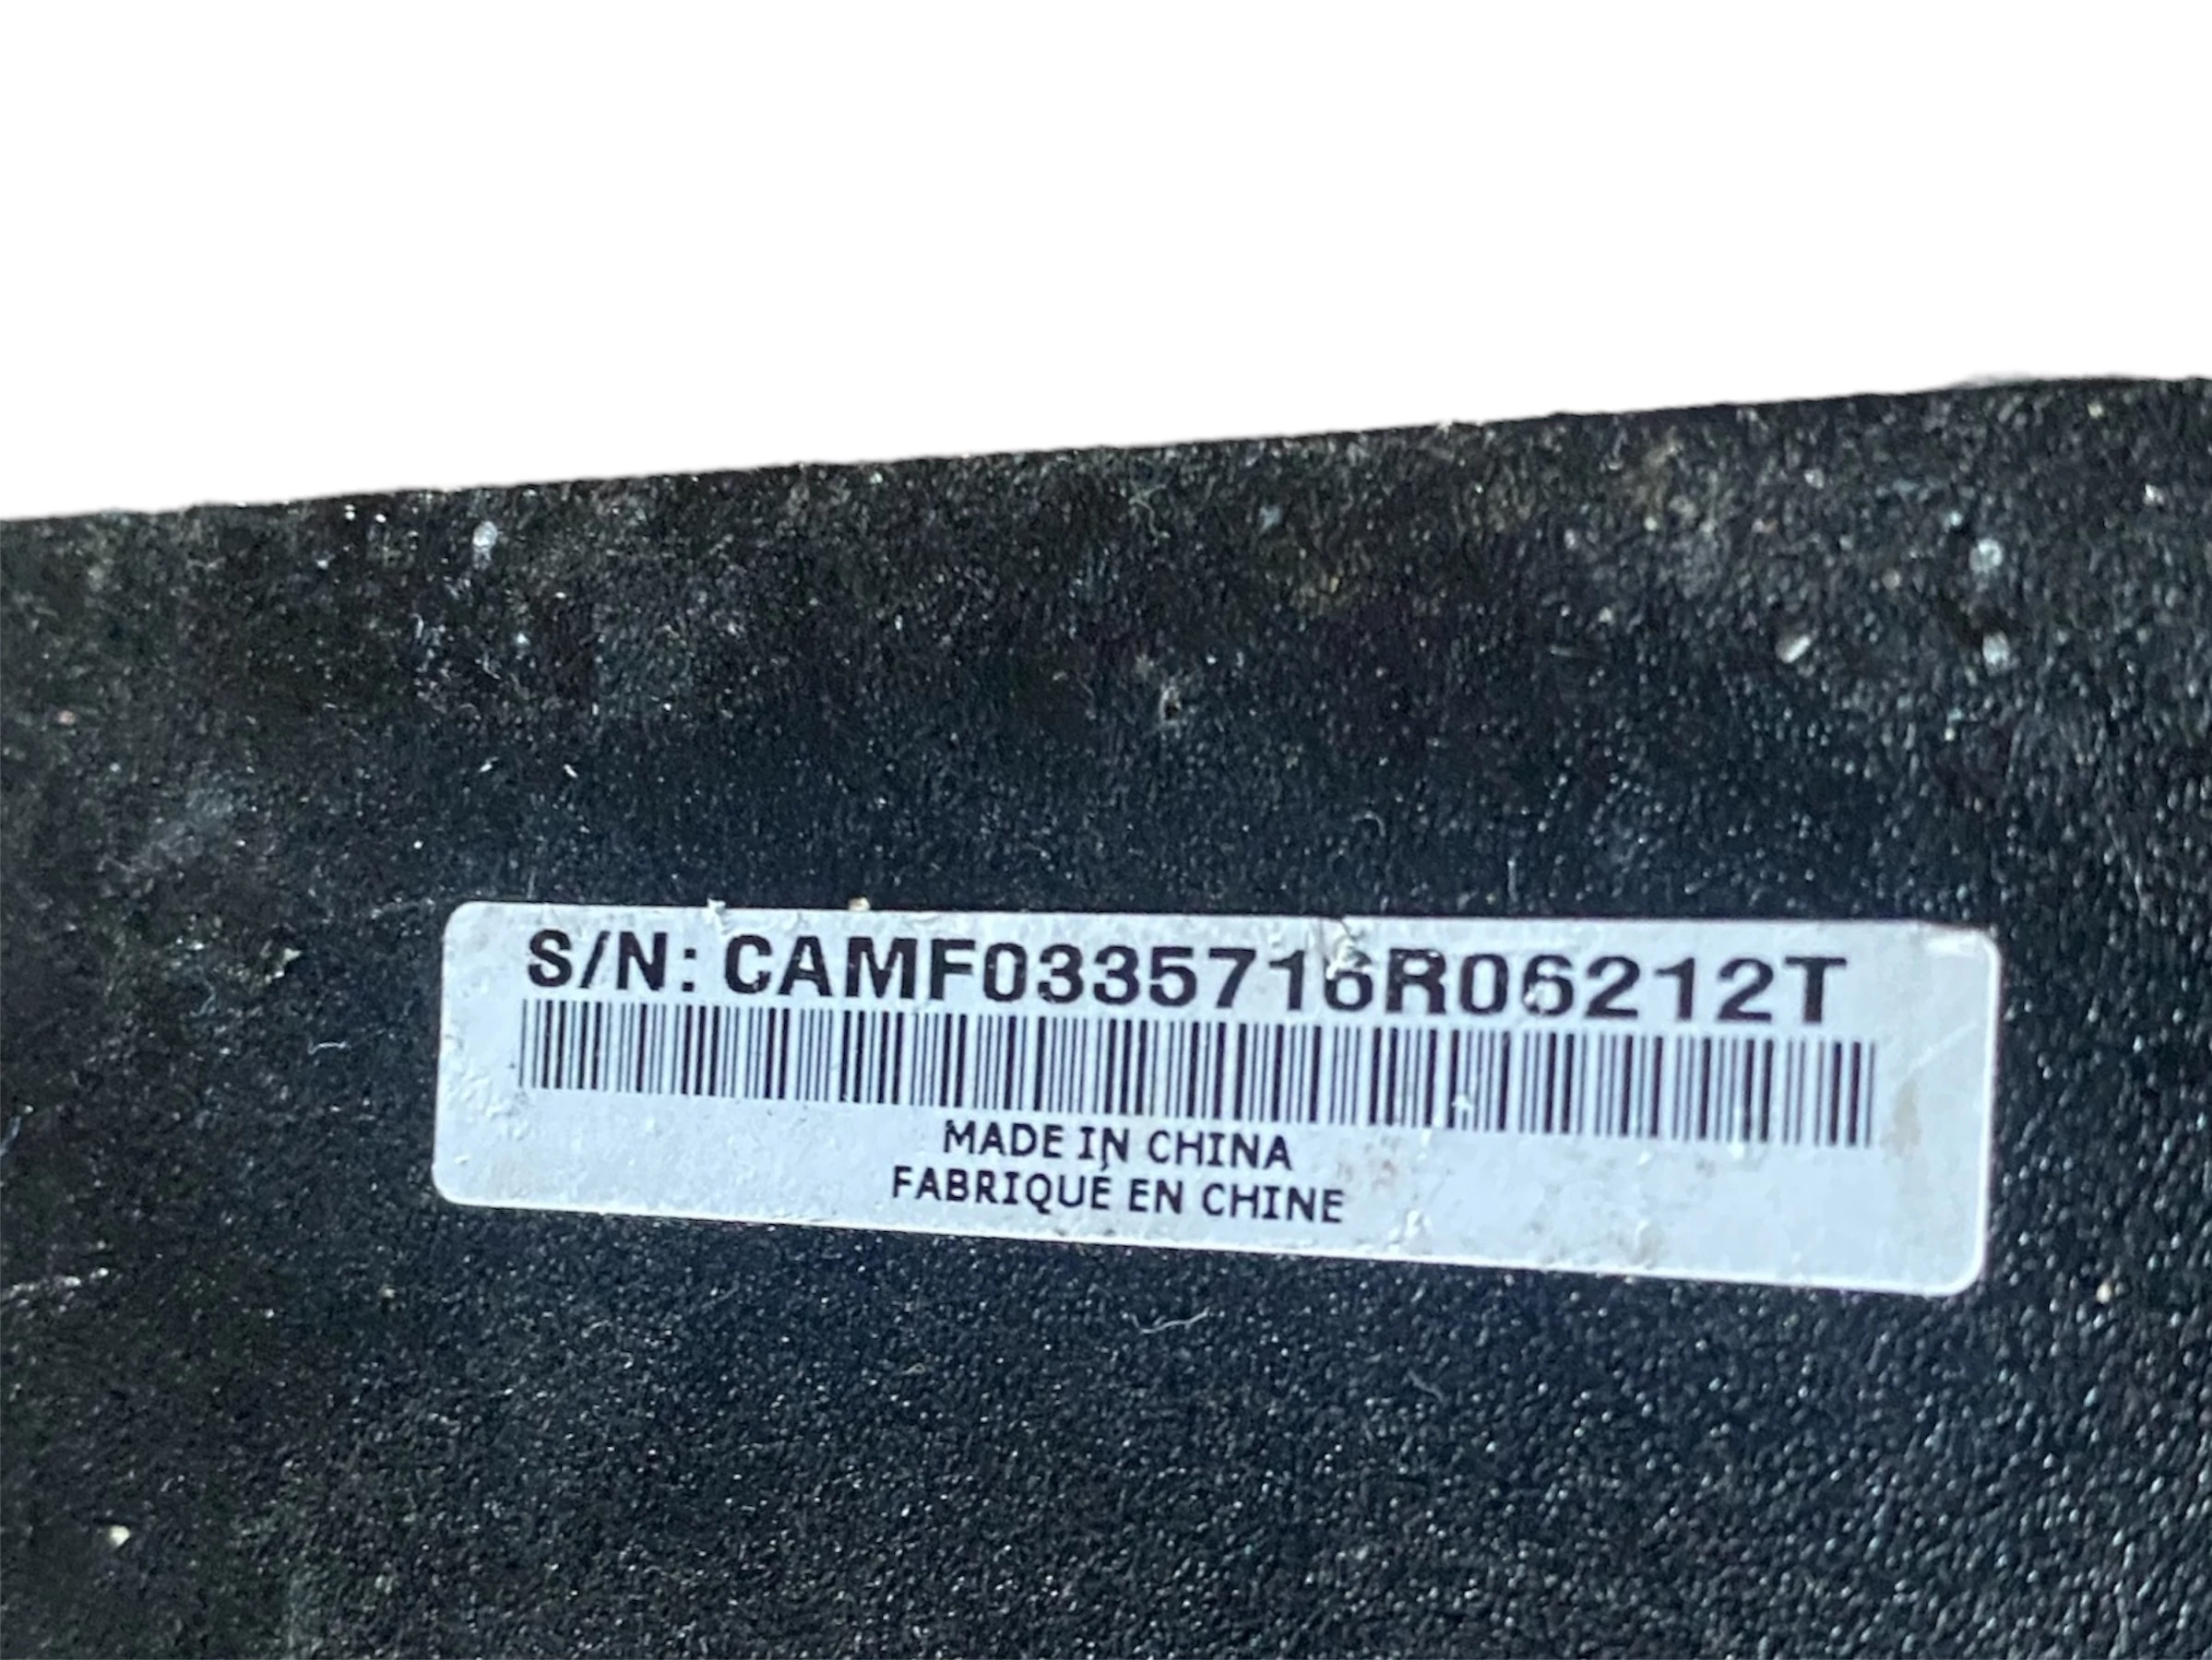 S/N: CAMF0335716R06212T
MADE IN CHINA
FABRIQUÉ EN CHINE